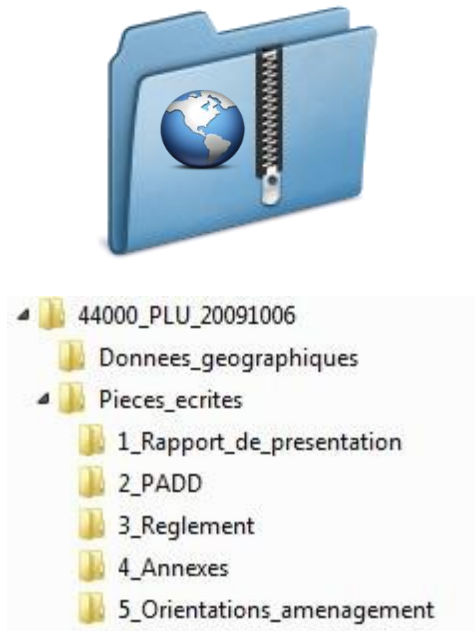 44000_PLU_20091006
Donnees_geographiques
Pieces_ecrites
1_Rapport_de_presentation
2_PADD
3_Reglement
4_Annexes
5_Orientations_amenagement